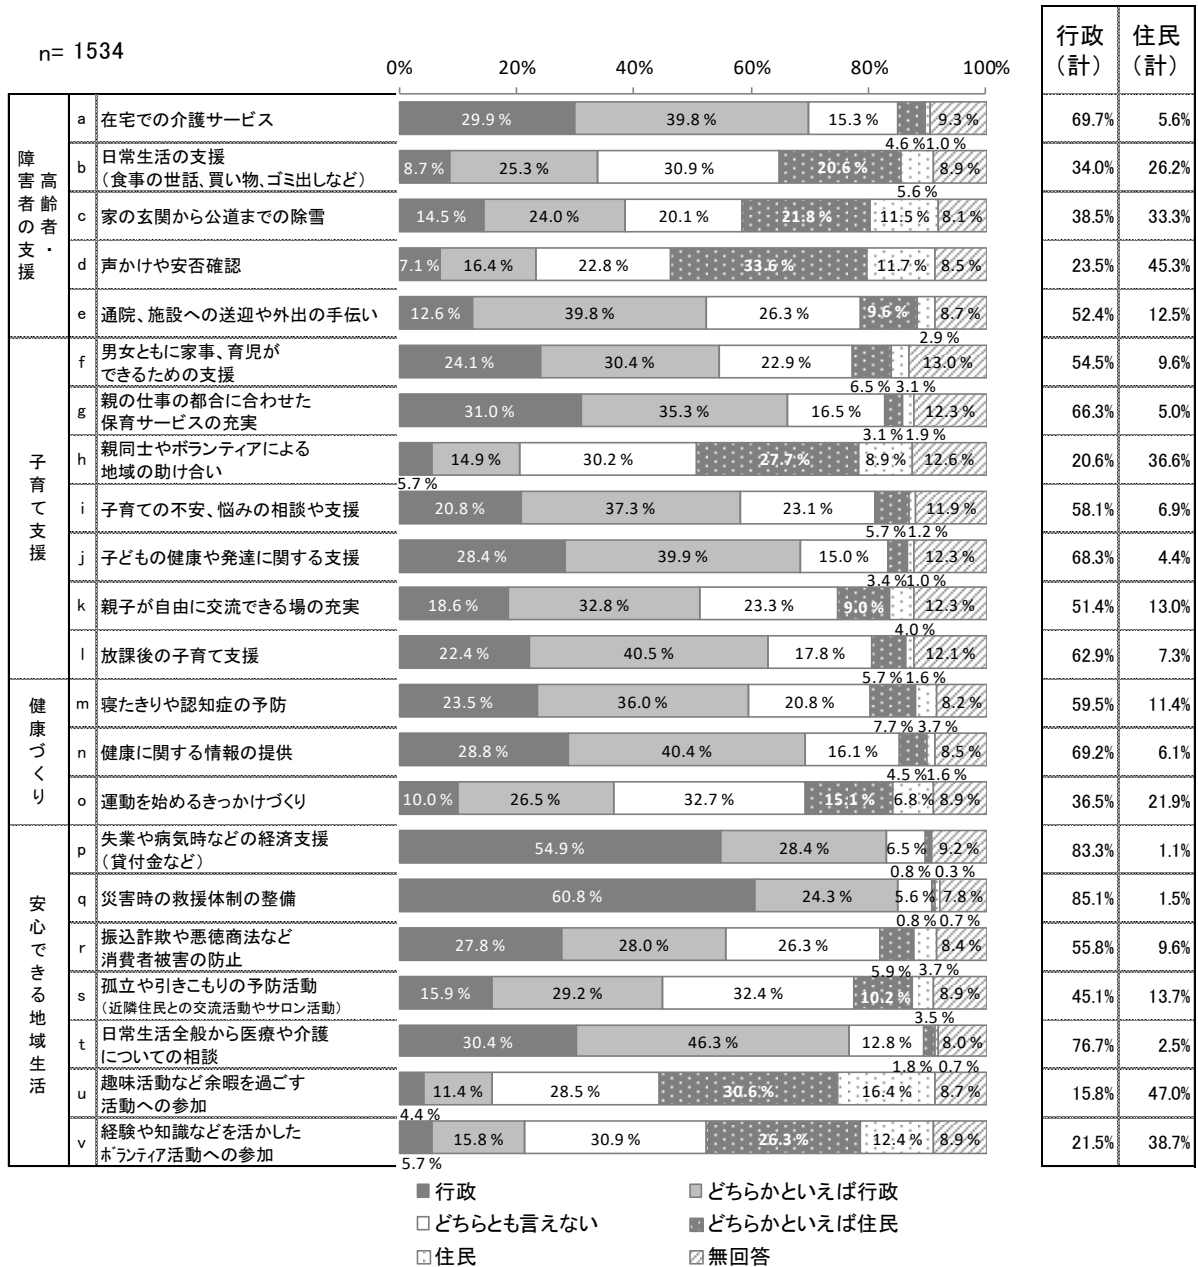 n= 1534
0% 20% 40% 60% 80% 100%
行政（計） 住民（計）
高齢者・障害者の支援
a 在宅での介護サービス 29.9% 39.8% 15.3% 4.6% 1.0% 9.3% 69.7% 5.6%
b 日常生活の支援
（食事の世話、買い物、ゴミ出しなど） 8.7% 25.3% 30.9% 20.6% 5.6% 8.9% 34.0% 26.2%
c 家の玄関から公道までの除雪 14.5% 24.0% 20.1% 21.8% 11.5% 8.1% 38.5% 33.3%
d 声かけや安否確認 7.1% 16.4% 22.8% 33.6% 11.7% 8.5% 23.5% 45.3%
e 通院、施設への送迎や外出の手伝い 12.6% 39.8% 26.3% 9.6% 2.9% 8.7% 52.4% 12.5%
子育て支援
f 男女ともに家事、育児が
できるための支援 24.1% 30.4% 22.9% 6.5% 3.1% 13.0% 54.5% 9.6%
g 親の仕事の都合に合わせた
保育サービスの充実 31.0% 35.3% 16.5% 3.1% 1.9% 12.3% 66.3% 5.0%
h 親同士やボランティアによる
地域の助け合い 5.7% 14.9% 30.2% 27.7% 8.9% 12.6% 20.6% 36.6%
i 子育ての不安、悩みの相談や支援 20.8% 37.3% 23.1% 5.7% 1.2% 11.9% 58.1% 6.9%
j 子どもの健康や発達に関する支援 28.4% 39.9% 15.0% 3.4% 1.0% 12.3% 68.3% 4.4%
k 親子が自由に交流できる場の充実 18.6% 32.8% 23.3% 9.0% 4.0% 12.3% 51.4% 13.0%
l 放課後の子育て支援 22.4% 40.5% 17.8% 5.7% 1.6% 12.1% 62.9% 7.3%
健康づくり
m 寝たきりや認知症の予防 23.5% 36.0% 20.8% 7.7% 3.7% 8.2% 59.5% 11.4%
n 健康に関する情報の提供 28.8% 40.4% 16.1% 4.5% 1.6% 8.5% 69.2% 6.1%
o 運動を始めるきっかけづくり 10.0% 26.5% 32.7% 15.1% 6.8% 8.9% 36.5% 21.9%
安心できる地域生活
p 失業や病気時などの経済支援
（貸付金など） 54.9% 28.4% 6.5% 0.8% 0.3% 9.2% 83.3% 1.1%
q 災害時の救援体制の整備 60.8% 24.3% 5.6% 0.8% 0.7% 7.8% 85.1% 1.5%
r 振込詐欺や悪徳商法など
消費者被害の防止 27.8% 28.0% 26.3% 5.9% 3.7% 8.4% 55.8% 9.6%
s 孤立や引きこもりの予防活動
（近隣住民との交流活動やサロン活動） 15.9% 29.2% 32.4% 10.2% 3.5% 8.9% 45.1% 13.7%
t 日常生活全般から医療や介護
についての相談 30.4% 46.3% 12.8% 1.8% 0.7% 8.0% 76.7% 2.5%
u 趣味活動など余暇を過ごす
活動への参加 4.4% 11.4% 28.5% 30.6% 16.4% 8.7% 15.8% 47.0%
v 経験や知識などを活かした
ボランティア活動への参加 5.7% 15.8% 30.9% 26.3% 12.4% 8.9% 21.5% 38.7%
行政 どちらかといえば行政
どちらとも言えない どちらかといえば住民
住民 無回答